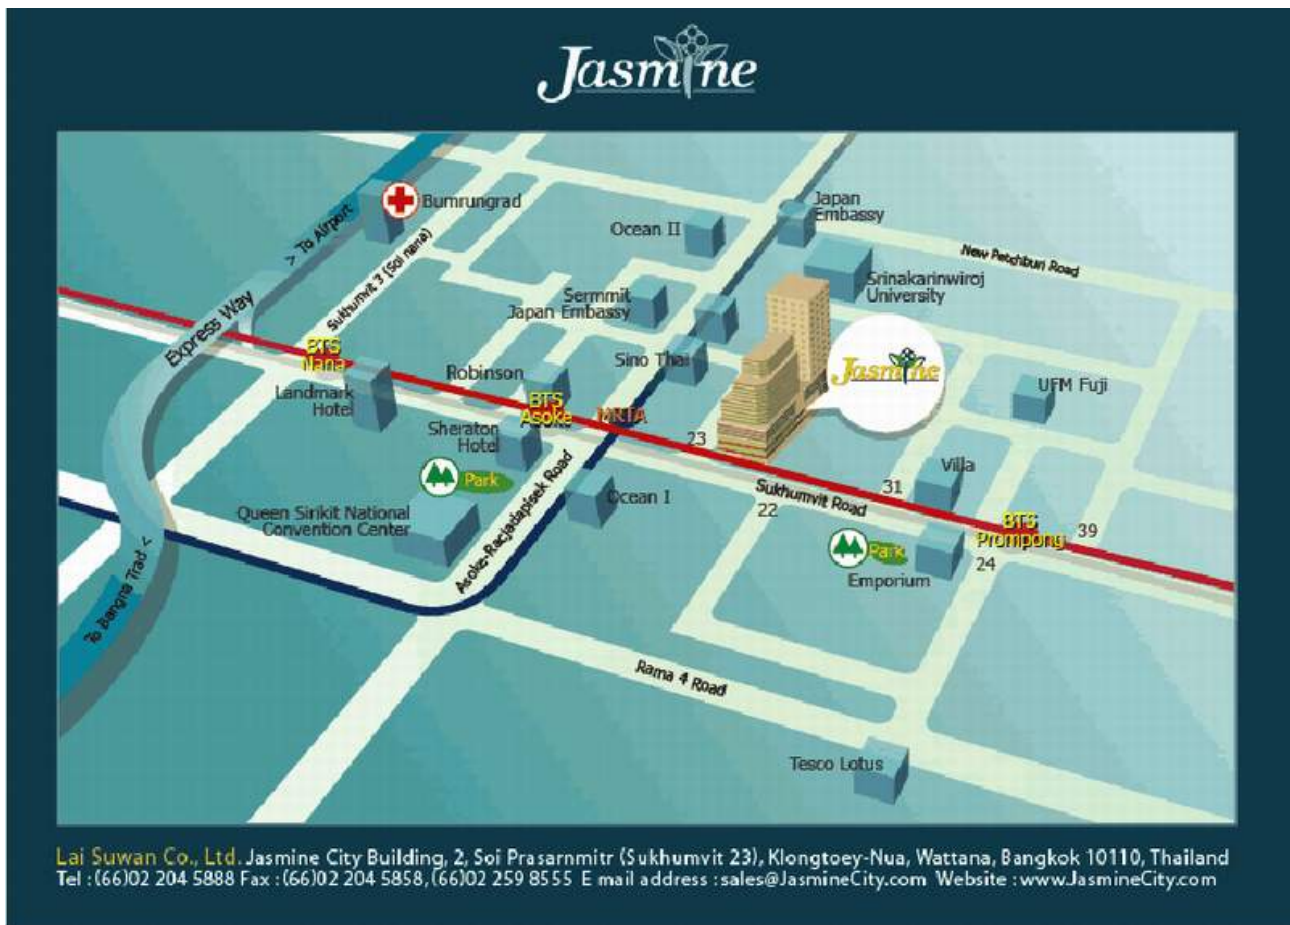 Jasmine
Bumrungrad
> To Airport
Sukhumvit 3 (Soi nana)
Express Way
BTS
Nana
Landmark
Hotel
Robinson
BTS
Asoke
MRTA
Sheraton
Hotel
Park
Queen Sirikit National
Convention Center
Asoke-Racjadapisek Road
Ocean I
To Bangna Trad <
Ocean II
Japan
Embassy
New Petchburi Road
Srinakarinwiroj
University
Sermmit
Japan Embassy
Sino Thai
Jasmine
UFM Fuji
23
Villa
31
Sukhumvit Road
22
BTS
Prompong
39
24
Park
Emporium
Rama 4 Road
Tesco Lotus
Lai Suwan Co., Ltd. Jasmine City Building, 2, Soi Prasarnmitr (Sukhumvit 23), Klongtoey-Nua, Wattana, Bangkok 10110, Thailand
Tel : (66)02 204 5888 Fax : (66)02 204 5858, (66)02 259 8555 E mail address : sales@JasmineCity.com Website : www.JasmineCity.com